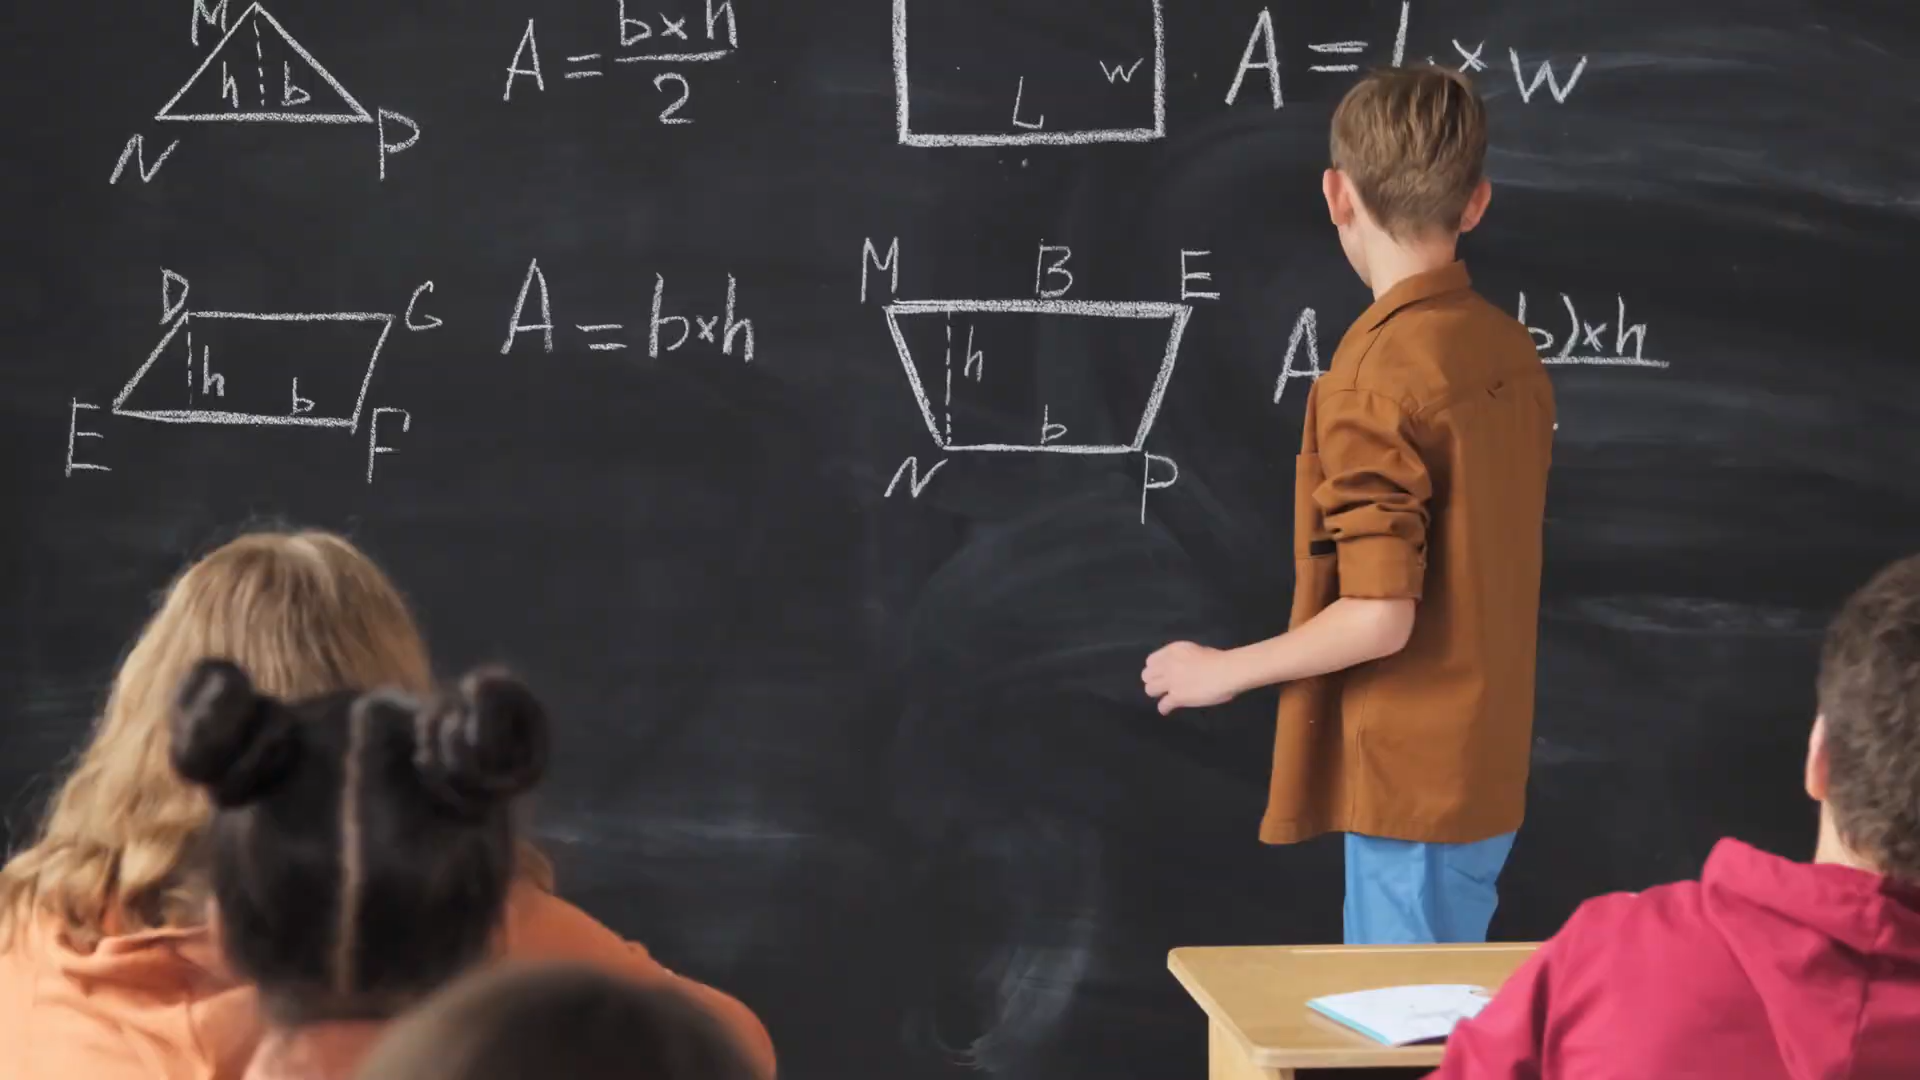 M
h b
N P
A = b×h
2
w
L
A = L × w
D G
h b
E F
A = b×h
M B E
h
b
N P
A b)×h